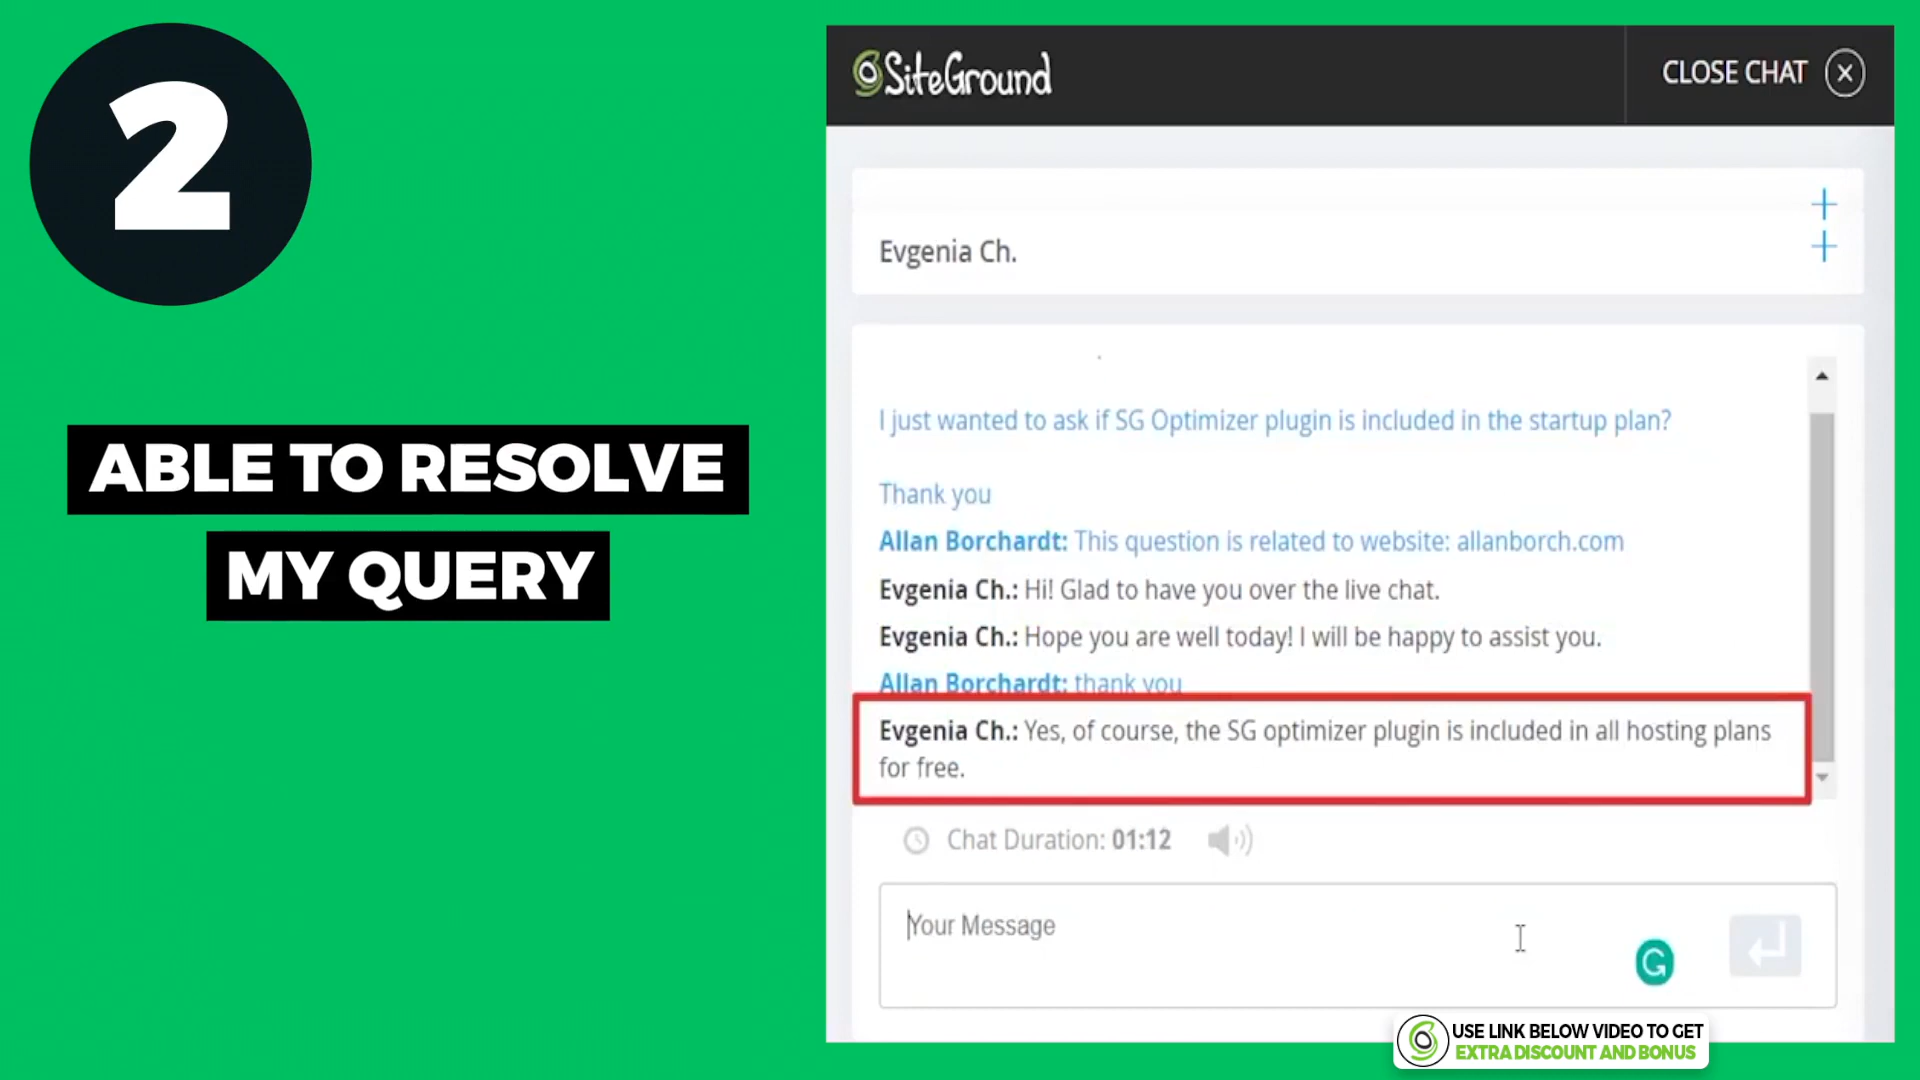 2
ABLE TO RESOLVE
MY QUERY
SiteGround
CLOSE CHAT
Evgenia Ch.
I just wanted to ask if SG Optimizer plugin is included in the startup plan?
Thank you
Allan Borchardt: This question is related to website: allanborch.com
Evgenia Ch.: Hi! Glad to have you over the live chat.
Evgenia Ch.: Hope you are well today! I will be happy to assist you.
Allan Borchardt: thank you
Evgenia Ch.: Yes, of course, the SG optimizer plugin is included in all hosting plans
for free.
Chat Duration: 01:12
Your Message
USE LINK BELOW VIDEO TO GET
EXTRA DISCOUNT AND BONUS